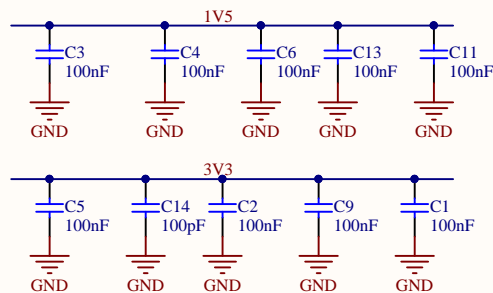 1V5
C3 C4 C6 C13 C11
100nF 100nF 100nF 100nF 100nF
GND GND GND GND GND
3V3
C5 C14 C2 C9 C1
100nF 100pF 100nF 100nF 100nF
GND GND GND GND GND